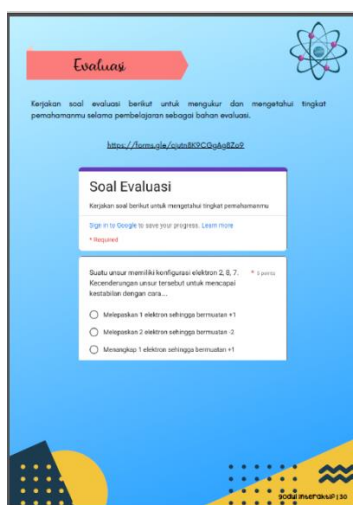 Evaluasi
Kerjakan soal evaluasi berikut untuk mengukur dan mengetahui tingkat
pemahamanmu selama pembelajaran sebagai bahan evaluasi.
Soal Evaluasi
Kerjakan soal berikut untuk mengetahui tingkat pemahamanmu
Sign in to Google to save your progress. Learn more
* Required
Suatu unsur memiliki konfigurasi elektron 2, 8, 7.
Kecenderungan unsur tersebut untuk mencapai
kestabilan dengan cara...
Melepaskan 1 elektron sehingga bermuatan +1
Melepaskan 2 elektron sehingga bermuatan -2
Menangkap 1 elektron sehingga bermuatan +1